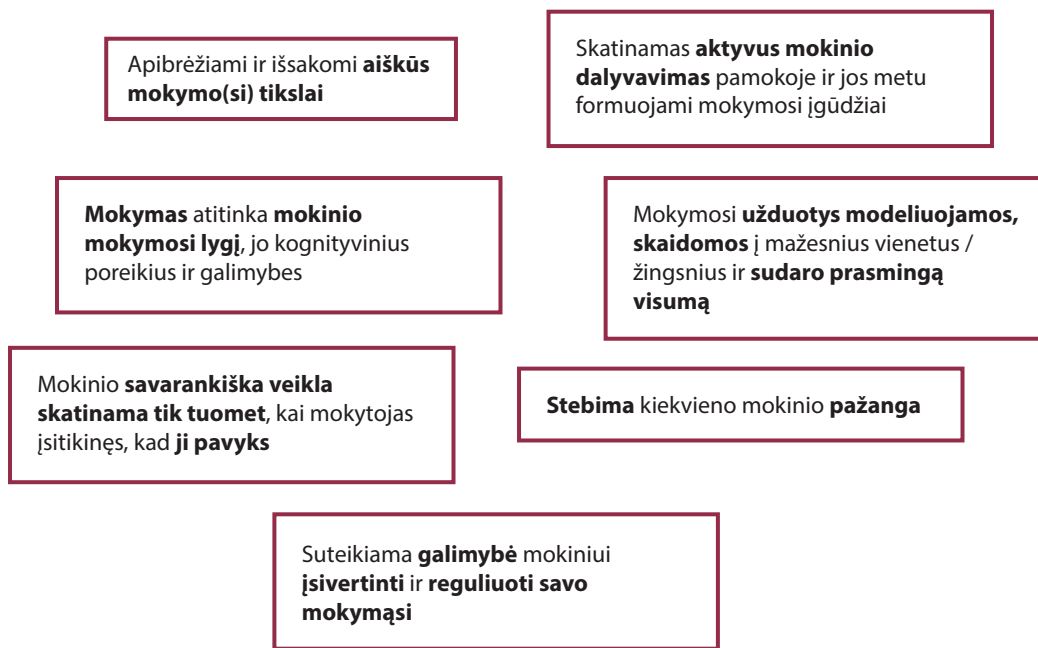 Apibrėžiami ir išsakomi aiškūs
mokymo(si) tikslai
Skatinamas aktyvus mokinio
dalyvavimas pamokoje ir jos metu
formuojami mokymosi įgūdžiai
Mokymas atitinka mokinio
mokymosi lygį, jo kognityvinius
poreikius ir galimybes
Mokymosi užduotys modeliuojamos,
skaidomos į mažesnius vienetus /
žingsnius ir sudaro prasmingą
visumą
Mokinio savarankiška veikla
skatinama tik tuomet, kai mokytojas
įsitikinęs, kad ji pavyks
Stebima kiekvieno mokinio pažanga
Suteikiama galimybė mokiniui
įsivertinti ir reguliuoti savo
mokymąsi